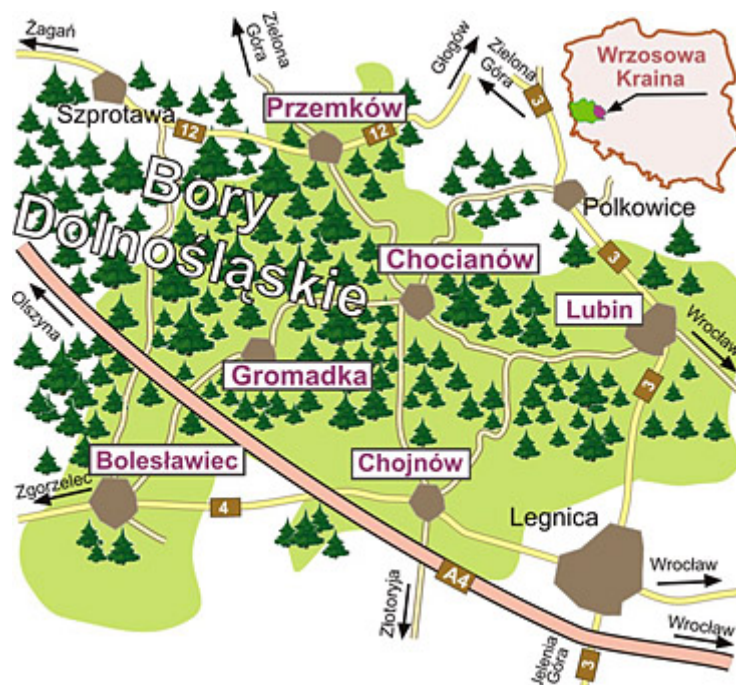 Żagań
Zielona
Góra
Głogów
Zielona
Góra
3
Wrzosowa
Kraina
Szprotawa
Przemków
12
12
Bory
Dolnośląskie
Polkowice
Chocianów
3
Lubin
Wrocław
Olszyna
Gromadka
3
Bolesławiec
Chojnów
Zgorzelec
4
Legnica
A4
Wrocław
Złotoryja
Wrocław
Jelenia
Góra
3